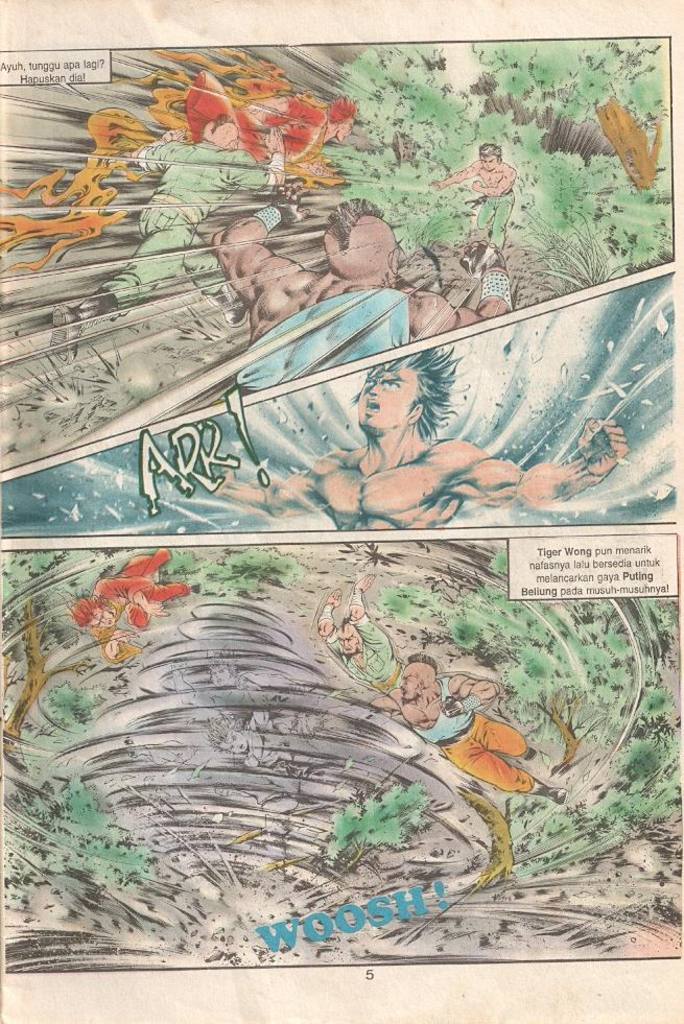 Ayuh, tunggu apa lagi?
Hapuskan dia!
ARK!
Tiger Wong pun menarik
nafasnya lalu bersedia untuk
melancarkan gaya Puting
Beliung pada musuh-musuhnya!
WOOSH!
5